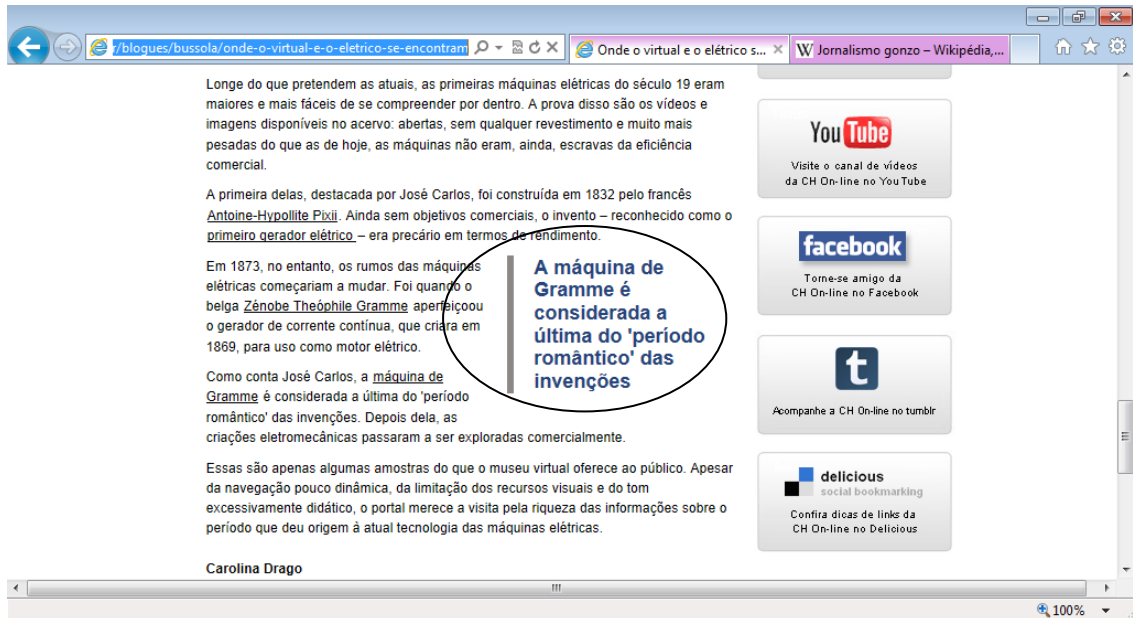 r/blogues/bussola/onde-o-virtual-e-o-eletrico-se-encontram
Onde o virtual e o elétrico s...
W Jornalismo gonzo – Wikipédia,...
Longe do que pretendem as atuais, as primeiras máquinas elétricas do século 19 eram
maiores e mais fáceis de se compreender por dentro. A prova disso são os vídeos e
imagens disponíveis no acervo: abertas, sem qualquer revestimento e muito mais
pesadas do que as de hoje, as máquinas não eram, ainda, escravas da eficiência
comercial.
A primeira delas, destacada por José Carlos, foi construída em 1832 pelo francês
Antoine-Hypollite Pixii. Ainda sem objetivos comerciais, o invento – reconhecido como o
primeiro gerador elétrico – era precário em termos de rendimento.
Em 1873, no entanto, os rumos das máquinas
elétricas começariam a mudar. Foi quando o
belga Zénobe Theóphile Gramme aperfeiçoou
o gerador de corrente contínua, que criara em
1869, para uso como motor elétrico.
A máquina de
Gramme é
considerada a
última do 'período
romântico' das
invenções
Como conta José Carlos, a máquina de
Gramme é considerada a última do 'período
romântico' das invenções. Depois dela, as
criações eletromecânicas passaram a ser exploradas comercialmente.
Essas são apenas algumas amostras do que o museu virtual oferece ao público. Apesar
da navegação pouco dinâmica, da limitação dos recursos visuais e do tom
excessivamente didático, o portal merece a visita pela riqueza das informações sobre o
período que deu origem à atual tecnologia das máquinas elétricas.
Carolina Drago
You Tube
Visite o canal de vídeos
da CH On-line no YouTube
facebook
Torne-se amigo da
CH On-line no Facebook
t
Acompanhe a CH On-line no tumblr
delicious
social bookmarking
Confira dicas de links da
CH On-line no Delicious
100%